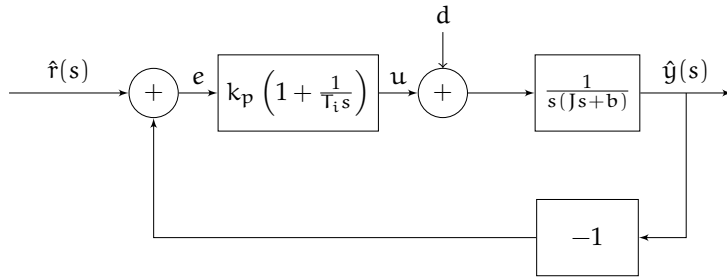 d
r̂(s)
+
e
k_p (1 + 1/(T_i s))
u
+
1/(s(Js+b))
ŷ(s)
−1